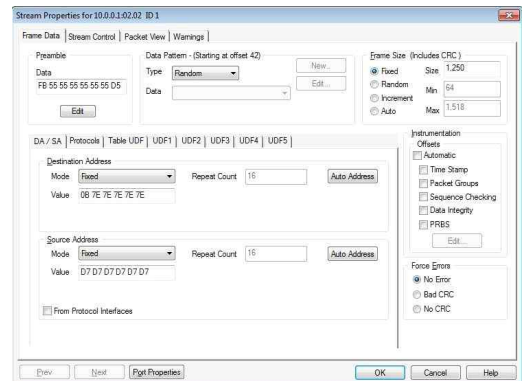 Stream Properties for 10.0.0.1:02.02 ID 1
Frame Data Stream Control Packet View Warnings
Preamble
Data
FB 55 55 55 55 55 55 D5
Edit
Data Pattern - (Starting at offset 42)
Type Random New...
Data Edit...
Frame Size (Includes CRC )
Fixed Size 1,250
Random Min 64
Increment
Auto Max 1,518
DA / SA Protocols Table UDF UDF1 UDF2 UDF3 UDF4 UDF5
Destination Address
Mode Fixed Repeat Count 16 Auto Address
Value 0B 7E 7E 7E 7E 7E
Source Address
Mode Fixed Repeat Count 16 Auto Address
Value D7 D7 D7 D7 D7 D7
From Protocol Interfaces
Instrumentation
Offsets
Automatic
Time Stamp
Packet Groups
Sequence Checking
Data Integrity
PRBS
Edit...
Force Errors
No Error
Bad CRC
No CRC
Prev Next Port Properties OK Cancel Help